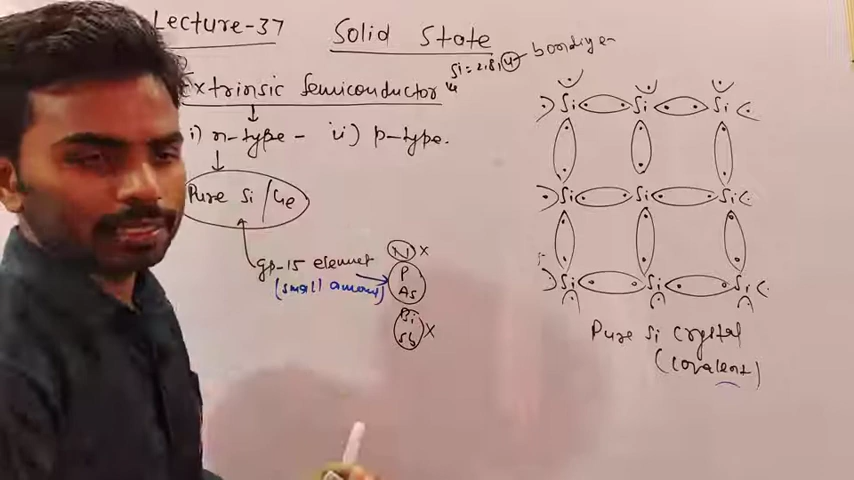 Lecture-37
Solid State
Si = 2,8,4 → bonding e-
Extrinsic Semiconductor
i) n-type - ii) p-type.
Pure Si / Ge
gp-15 element
(small amount)
N x
P
As
Bi
Sb x
Si Si Si
Si Si Si
Si Si Si
Pure Si crystal
(covalent)